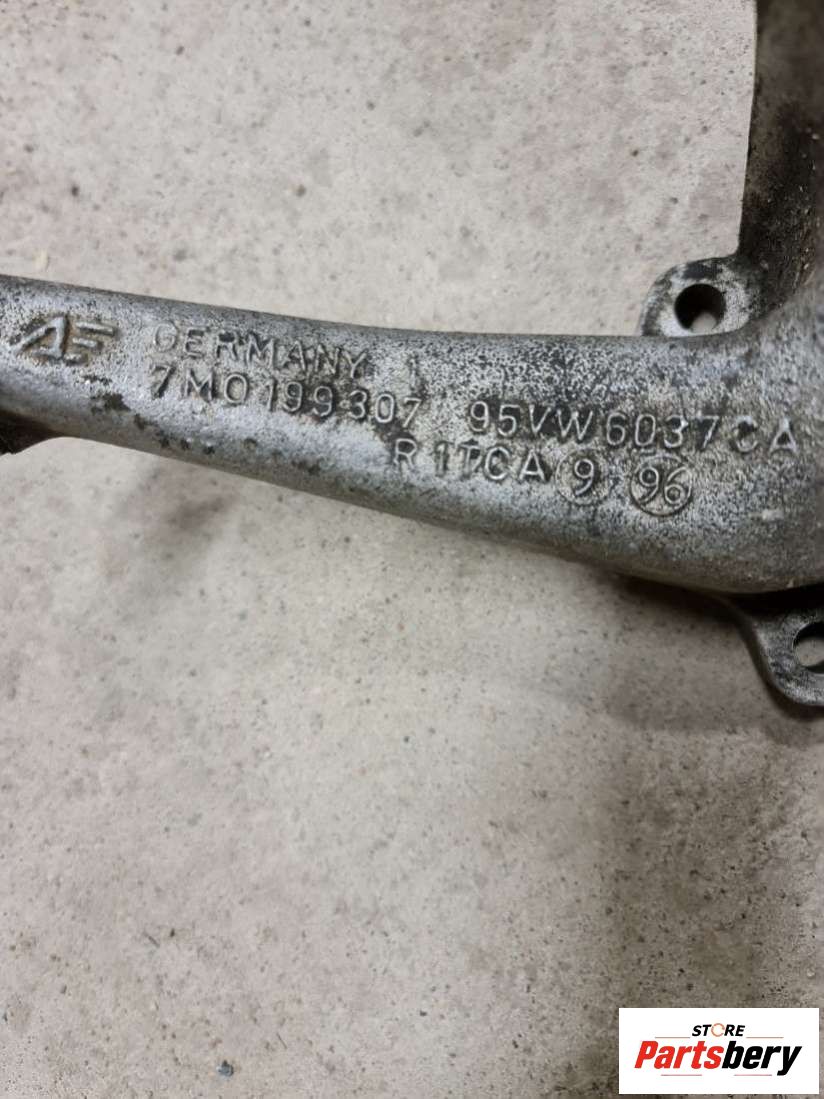 AE GERMANY
7M0199307 95VW6037CA
R1TCA 9 96
STORE
Partsbery